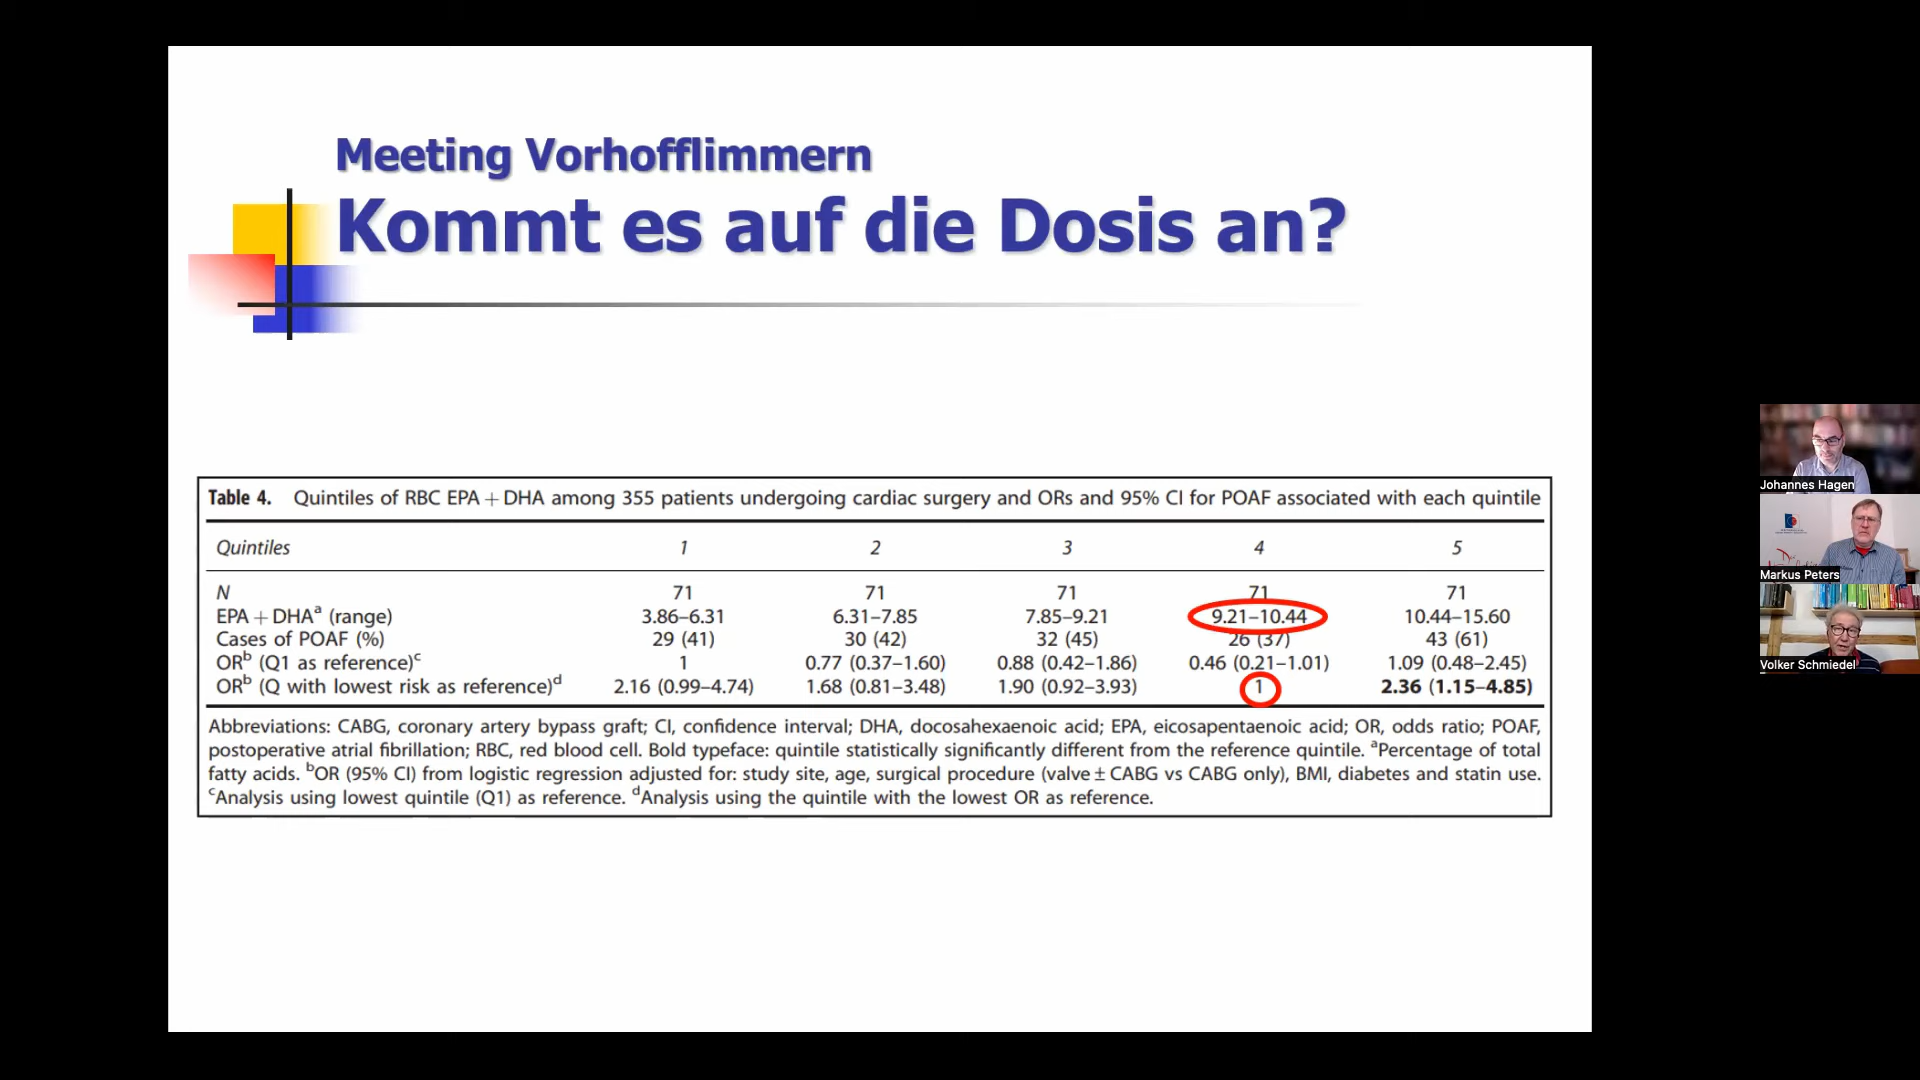 Meeting Vorhofflimmern
Kommt es auf die Dosis an?
Table 4. Quintiles of RBC EPA + DHA among 355 patients undergoing cardiac surgery and ORs and 95% CI for POAF associated with each quintile
Quintiles 1 2 3 4 5
N 71 71 71 71 71
EPA + DHAᵃ (range) 3.86–6.31 6.31–7.85 7.85–9.21 9.21–10.44 10.44–15.60
Cases of POAF (%) 29 (41) 30 (42) 32 (45) 26 (37) 43 (61)
ORᵇ (Q1 as reference)ᶜ 1 0.77 (0.37–1.60) 0.88 (0.42–1.86) 0.46 (0.21–1.01) 1.09 (0.48–2.45)
ORᵇ (Q with lowest risk as reference)ᵈ 2.16 (0.99–4.74) 1.68 (0.81–3.48) 1.90 (0.92–3.93) 1 2.36 (1.15–4.85)
Abbreviations: CABG, coronary artery bypass graft; CI, confidence interval; DHA, docosahexaenoic acid; EPA, eicosapentaenoic acid; OR, odds ratio; POAF,
postoperative atrial fibrillation; RBC, red blood cell. Bold typeface: quintile statistically significantly different from the reference quintile. ᵃPercentage of total
fatty acids. ᵇOR (95% CI) from logistic regression adjusted for: study site, age, surgical procedure (valve ± CABG vs CABG only), BMI, diabetes and statin use.
ᶜAnalysis using lowest quintile (Q1) as reference. ᵈAnalysis using the quintile with the lowest OR as reference.
Johannes Hagen
Markus Peters
Volker Schmiedel